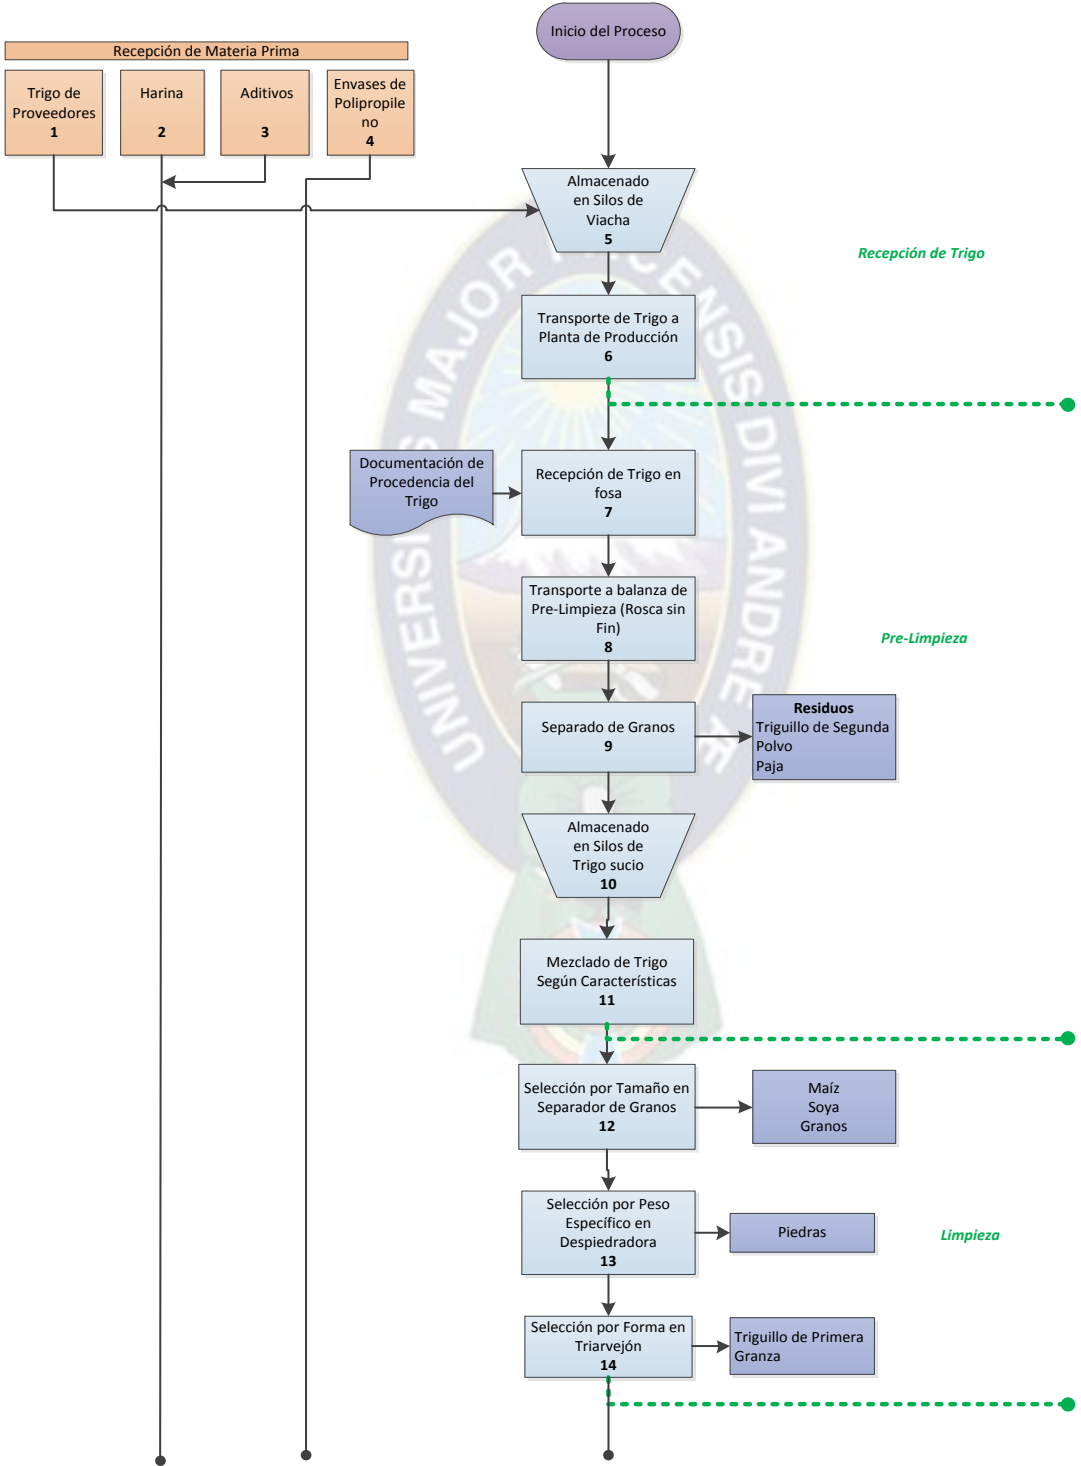 Inicio del Proceso
Recepción de Materia Prima
Trigo de
Proveedores
1
Harina
2
Aditivos
3
Envases de
Polipropile
no
4
Almacenado
en Silos de
Viacha
5
Recepción de Trigo
Transporte de Trigo a
Planta de Producción
6
Documentación de
Procedencia del
Trigo
Recepción de Trigo en
fosa
7
Transporte a balanza de
Pre-Limpieza (Rosca sin
Fin)
8
Pre-Limpieza
Separado de Granos
9
Residuos
Triguillo de Segunda
Polvo
Paja
Almacenado
en Silos de
Trigo sucio
10
Mezclado de Trigo
Según Características
11
Selección por Tamaño en
Separador de Granos
12
Maíz
Soya
Granos
Selección por Peso
Específico en
Despiedradora
13
Piedras
Limpieza
Selección por Forma en
Triarvejón
14
Triguillo de Primera
Granza
UNIVERSITAS MAJOR PACENSIS DIVI ANDRE Æ